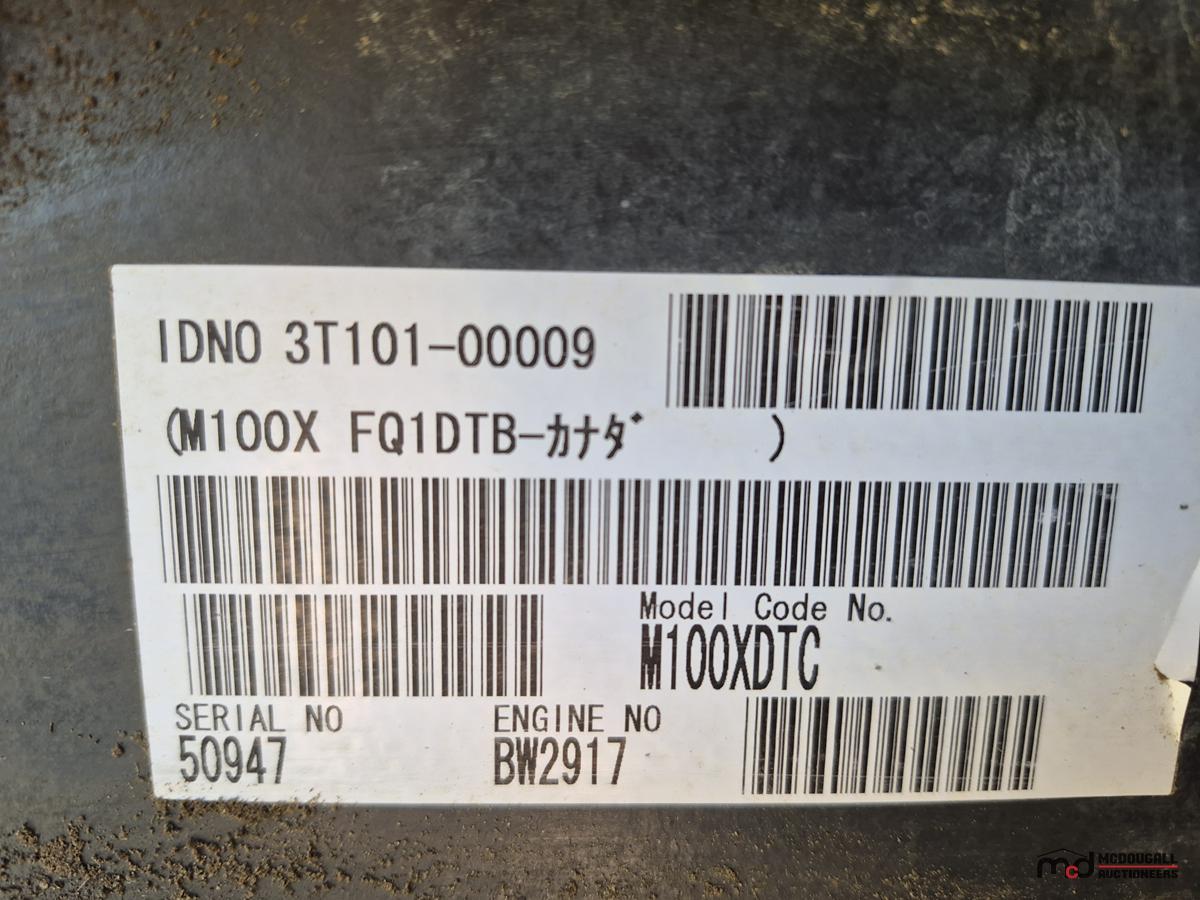 IDNO 3T101-00009
(M100X FQ1DTB-カナダ )
Model Code No.
M100XDTC
SERIAL NO ENGINE NO
50947 BW2917
mcd MCDOUGALL
AUCTIONEERS